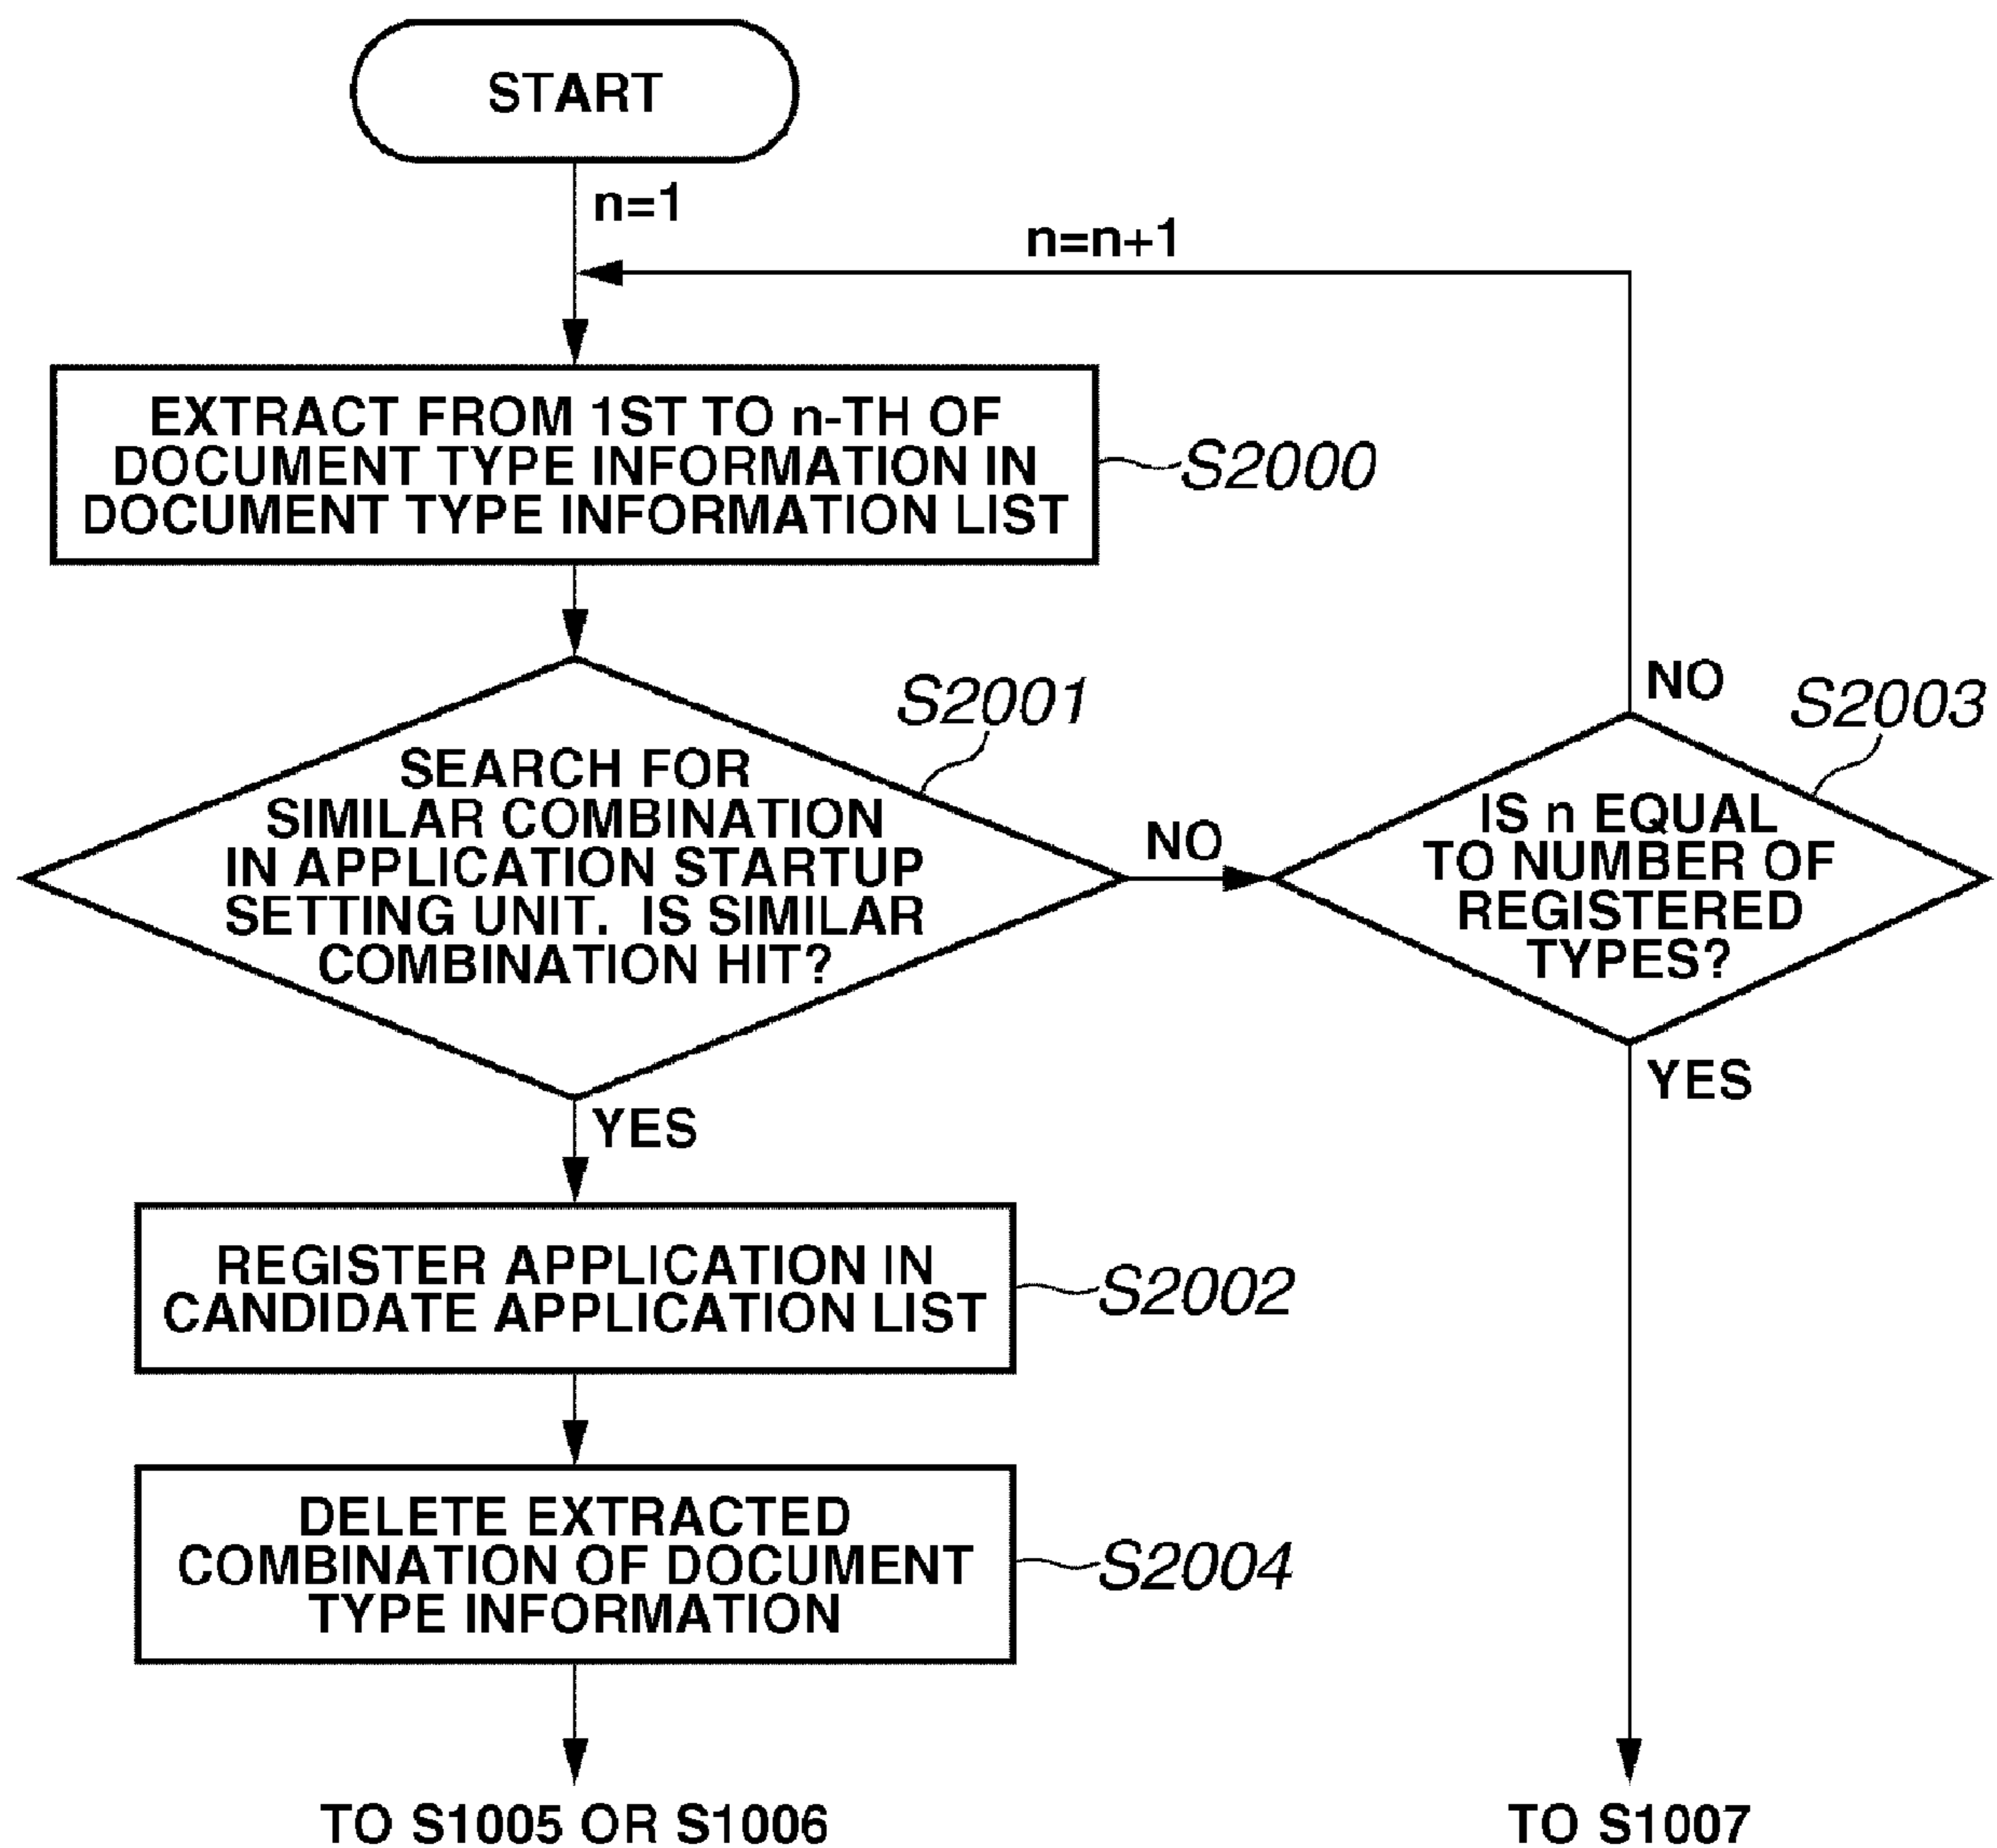 START
n=1
n=n+1
EXTRACT FROM 1ST TO n-TH OF
DOCUMENT TYPE INFORMATION IN
DOCUMENT TYPE INFORMATION LIST
S2000
SEARCH FOR
SIMILAR COMBINATION
IN APPLICATION STARTUP
SETTING UNIT. IS SIMILAR
COMBINATION HIT?
S2001
NO
YES
IS n EQUAL
TO NUMBER OF
REGISTERED
TYPES?
S2003
NO
YES
REGISTER APPLICATION IN
CANDIDATE APPLICATION LIST
S2002
DELETE EXTRACTED
COMBINATION OF DOCUMENT
TYPE INFORMATION
S2004
TO S1005 OR S1006
TO S1007